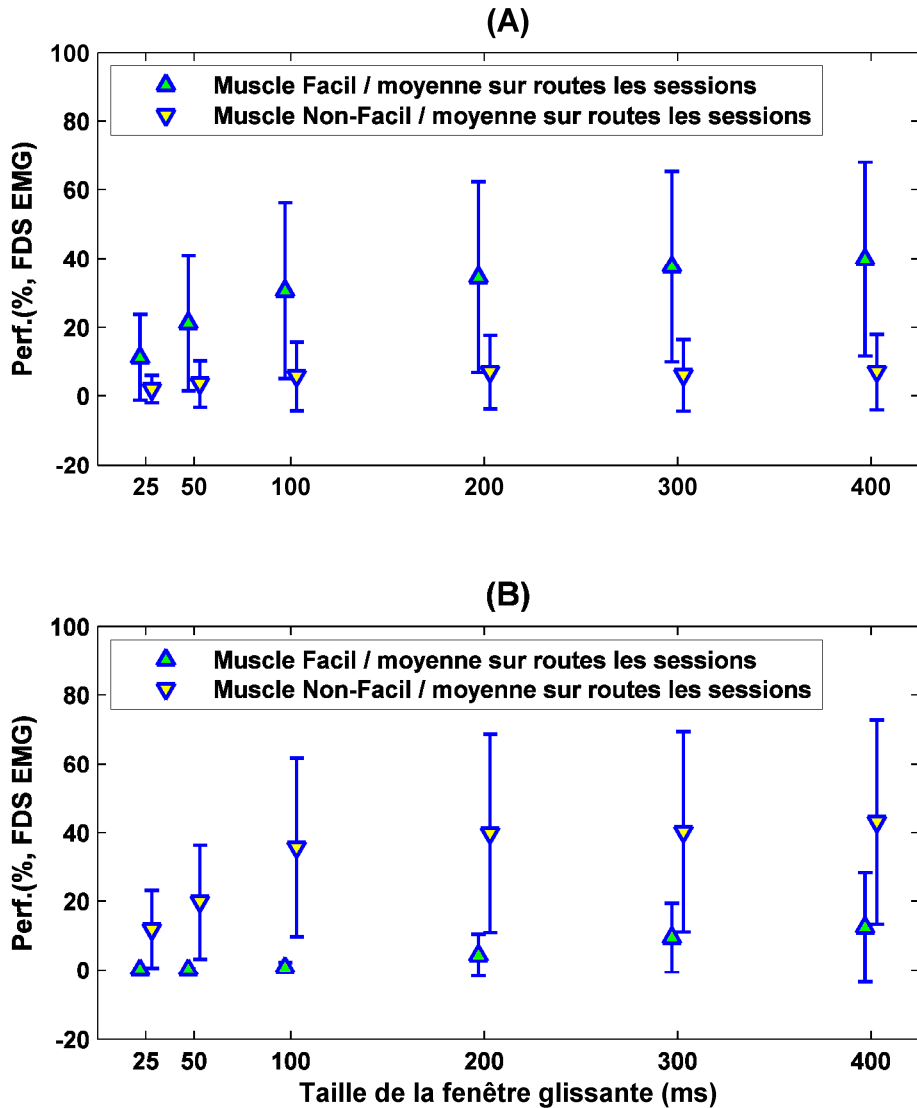 (A)
Perf.(%, FDS EMG)
100
80
60
40
20
0
-20
Muscle Facil / moyenne sur routes les sessions
Muscle Non-Facil / moyenne sur routes les sessions
25 50 100 200 300 400
(B)
Perf.(%, FDS EMG)
100
80
60
40
20
0
-20
Muscle Facil / moyenne sur routes les sessions
Muscle Non-Facil / moyenne sur routes les sessions
25 50 100 200 300 400
Taille de la fenêtre glissante (ms)